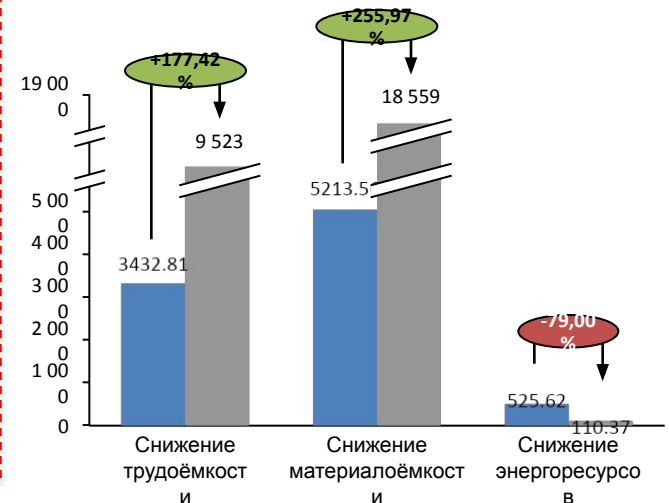 +177,42
%
+255,97
%
19 00
0
9 523
18 559
5 00
0
4 00
0
3 00
0
2 00
0
1 00
0
0
3432.81
5213.5
-79,00
%
525.62
110.37
Снижение
трудоёмкост
и
Снижение
материалоёмкост
и
Снижение
энергоресурсо
в